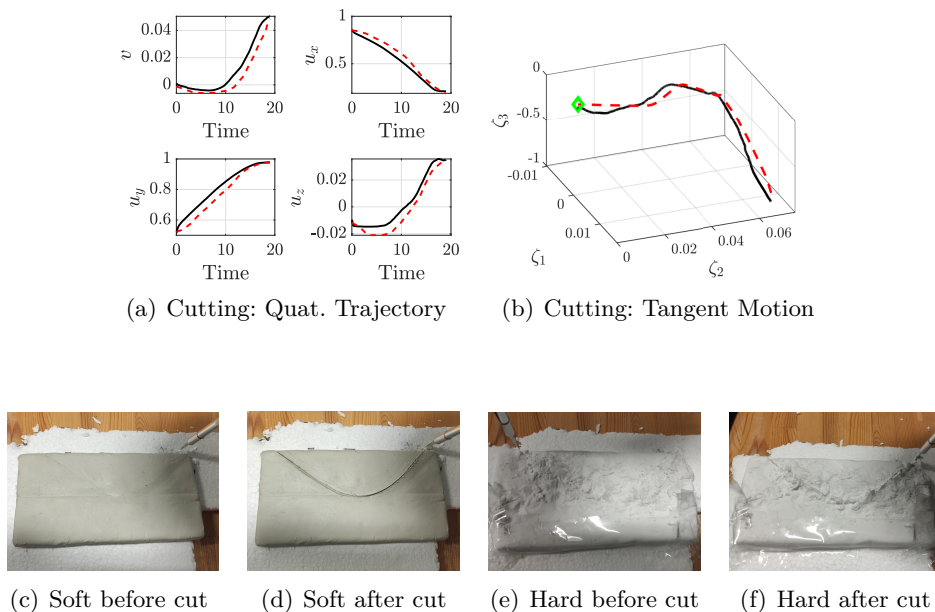 0.04
0.02
0
v
0 10 20
Time
1
0.5
u_x
0 10 20
Time
1
0.8
0.6
u_y
0 10 20
Time
0.02
0
-0.02
u_z
0 10 20
Time
0
-0.5
-1
ζ_3
-0.01
0
0.01
ζ_1
0
0.02
0.04
0.06
ζ_2
(a) Cutting: Quat. Trajectory
(b) Cutting: Tangent Motion
(c) Soft before cut
(d) Soft after cut
(e) Hard before cut
(f) Hard after cut